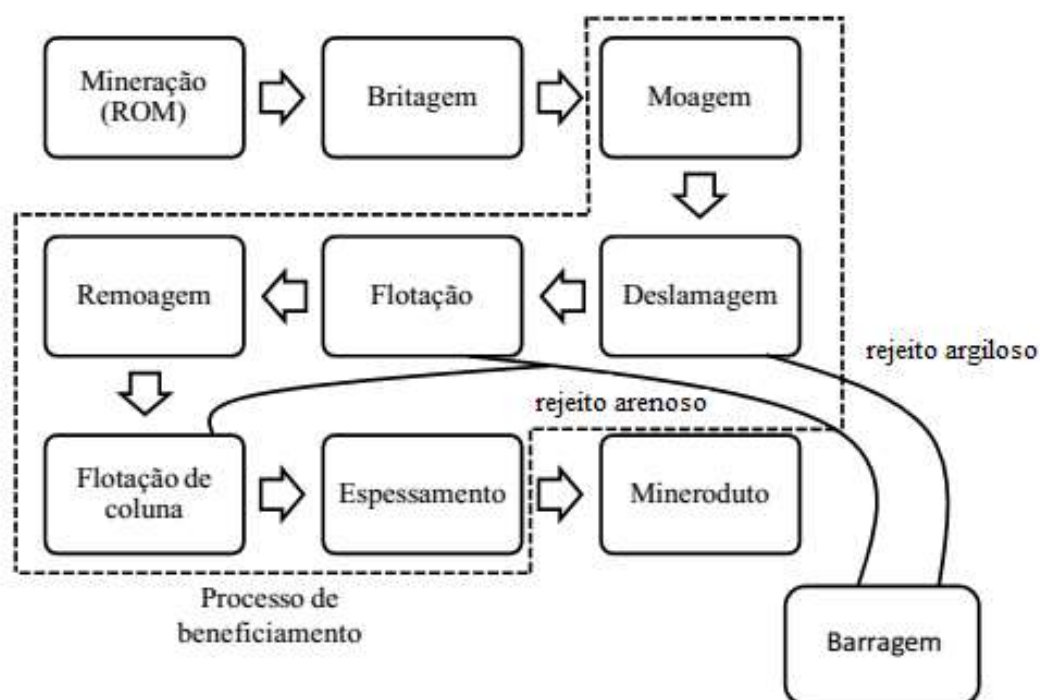 Mineração
(ROM)
Britagem
Moagem
Remoagem
Flotação
Deslamagem
rejeito argiloso
rejeito arenoso
Flotação de
coluna
Espessamento
Mineroduto
Processo de
beneficiamento
Barragem